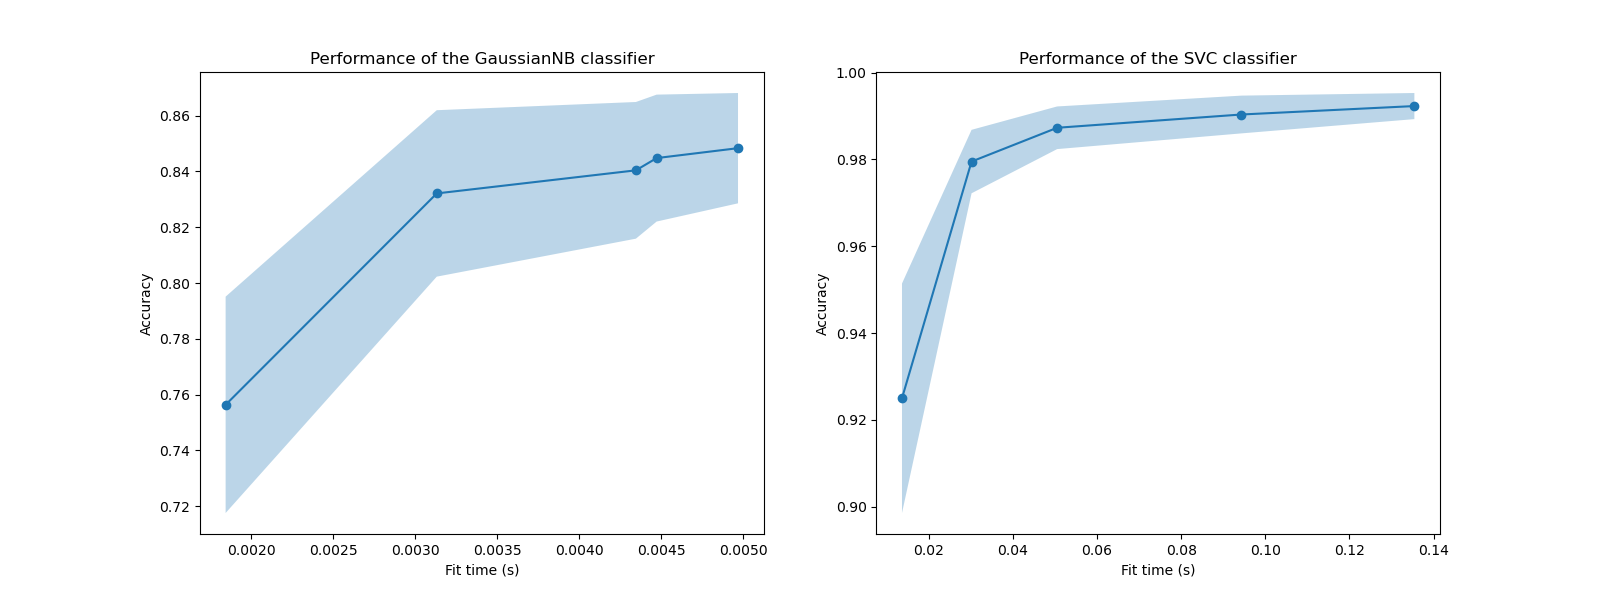 Performance of the GaussianNB classifier
0.86
0.84
0.82
0.80
0.78
0.76
0.74
0.72
Accuracy
0.0020 0.0025 0.0030 0.0035 0.0040 0.0045 0.0050
Fit time (s)
Performance of the SVC classifier
1.00
0.98
0.96
0.94
0.92
0.90
Accuracy
0.02 0.04 0.06 0.08 0.10 0.12 0.14
Fit time (s)